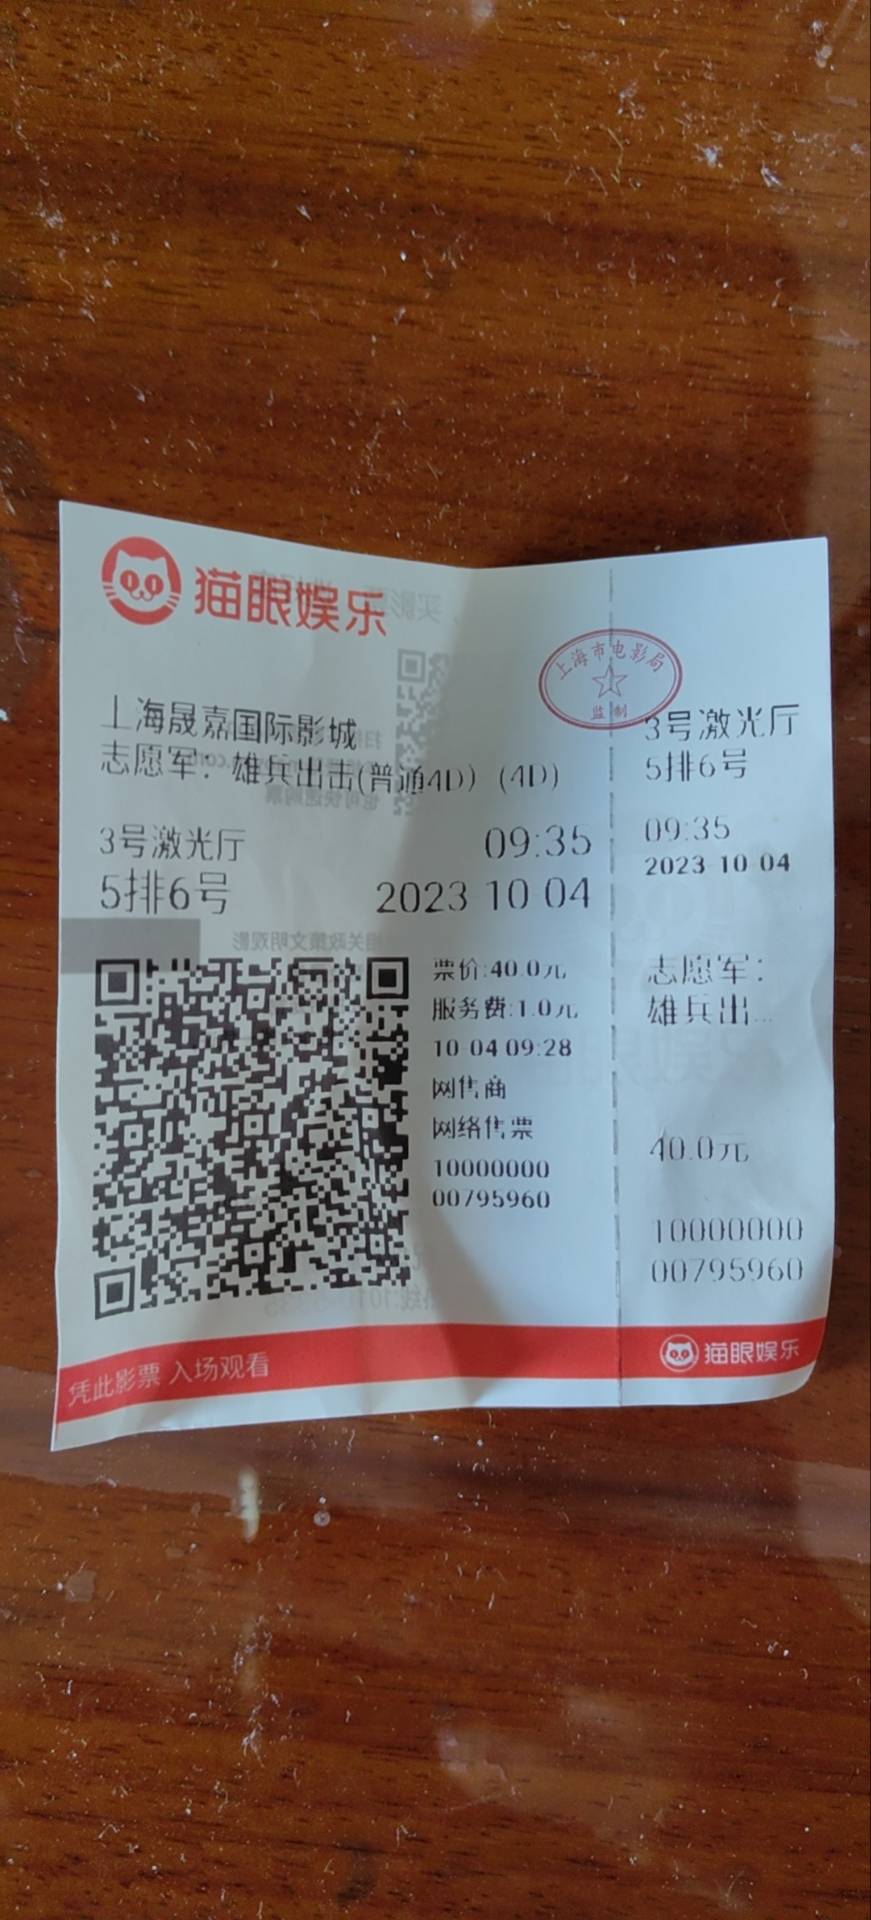 猫眼娱乐
上海市电影局
监制
上海晟嘉国际影城
志愿军：雄兵出击(普通4D)（4D）
3号激光厅 09:35
5排6号 2023 10 04
票价:40.0元
服务费:1.0元
10 04 09:28
网售商
网络售票
10000000
00795960
凭此影票 入场观看
3号激光厅
5排6号
09:35
2023 10 04
志愿军：
雄兵出...
40.0元
10000000
00795960
猫眼娱乐